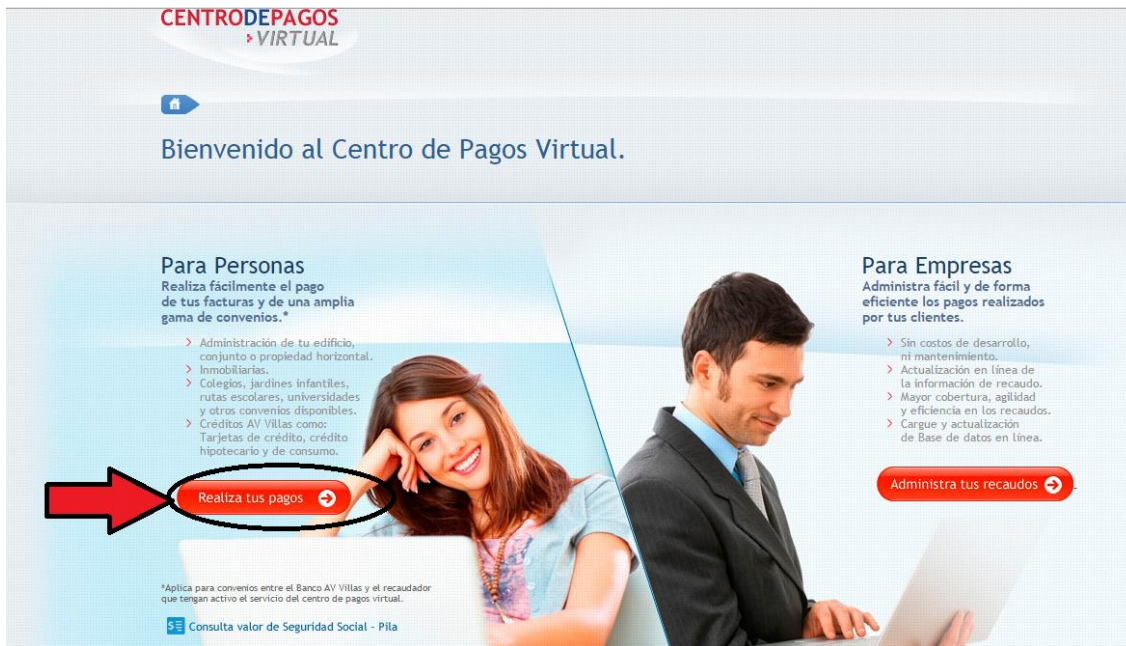 CENTRODEPAGOS
VIRTUAL
Bienvenido al Centro de Pagos Virtual.
Para Personas
Realiza fácilmente el pago
de tus facturas y de una amplia
gama de convenios.*
Administración de tu edificio,
conjunto o propiedad horizontal.
Inmobiliarias.
Colegios, jardines infantiles,
rutas escolares, universidades
y otros convenios disponibles.
Créditos AV Villas como:
Tarjetas de crédito, crédito
hipotecario y de consumo.
Realiza tus pagos
*Aplica para convenios entre el Banco AV Villas y el recaudador
que tengan activo el servicio del centro de pagos virtual.
Consulta valor de Seguridad Social - Pila
Para Empresas
Administra fácil y de forma
eficiente los pagos realizados
por tus clientes.
Sin costos de desarrollo,
ni mantenimiento.
Actualización en línea de
la información de recaudo.
Mayor cobertura, agilidad
y eficiencia en los recaudos.
Cargue y actualización
de Base de datos en línea.
Administra tus recaudos